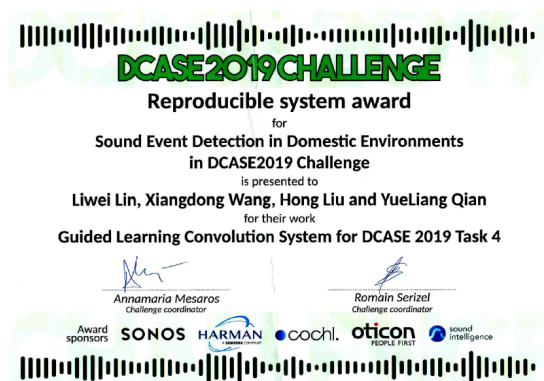 DCASE2019 CHALLENGE
Reproducible system award
for
Sound Event Detection in Domestic Environments
in DCASE2019 Challenge
is presented to
Liwei Lin, Xiangdong Wang, Hong Liu and YueLiang Qian
for their work
Guided Learning Convolution System for DCASE 2019 Task 4
Annamaria Mesaros
Challenge coordinator
Romain Serizel
Challenge coordinator
Award
sponsors
SONOS
HARMAN
A SAMSUNG COMPANY
cochl.
oticon
PEOPLE FIRST
sound
intelligence